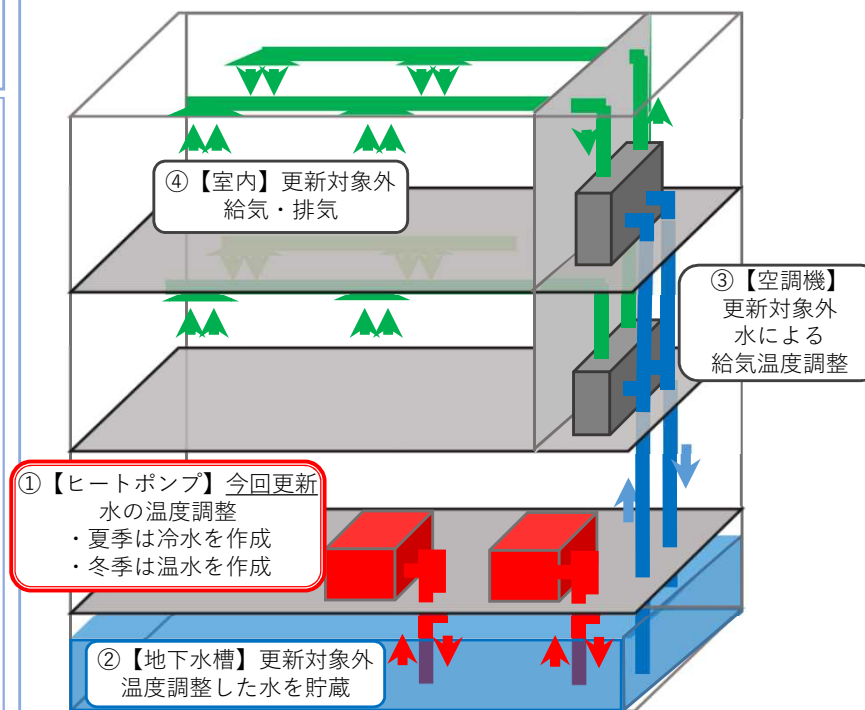 ④【室内】更新対象外
給気・排気
③【空調機】
更新対象外
水による
給気温度調整
①【ヒートポンプ】今回更新
水の温度調整
・夏季は冷水を作成
・冬季は温水を作成
②【地下水槽】更新対象外
温度調整した水を貯蔵